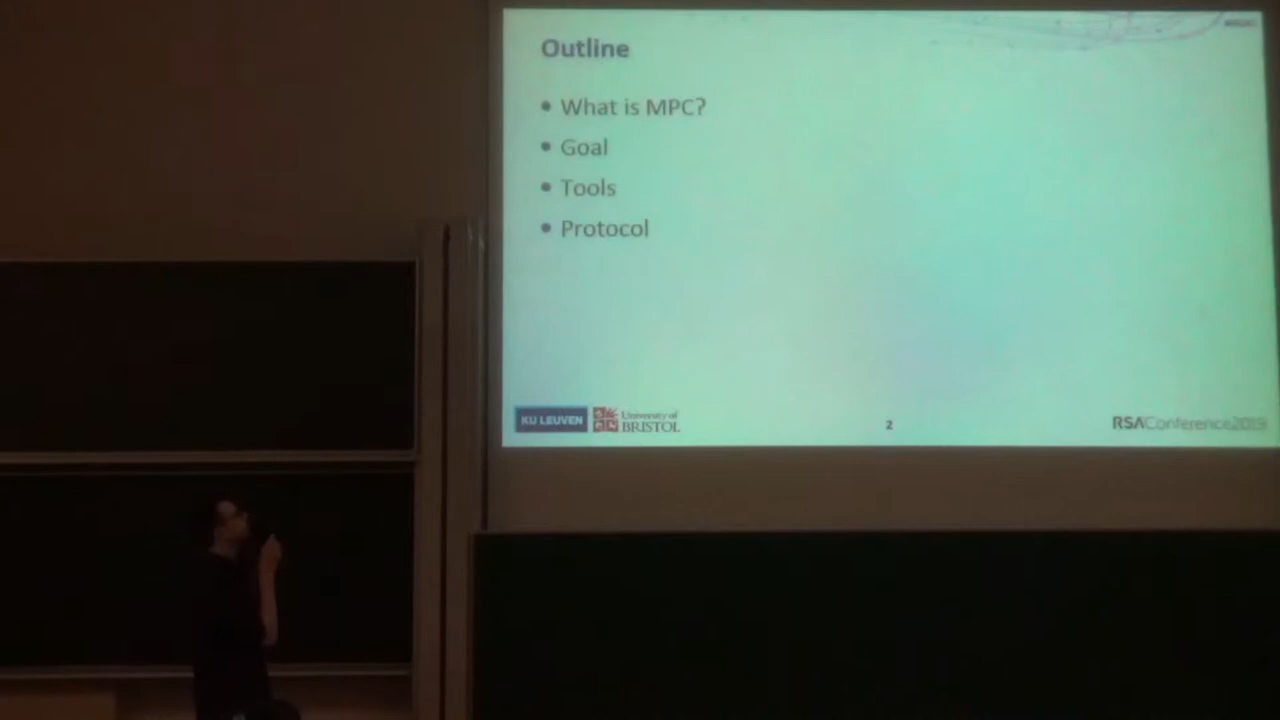 Outline
• What is MPC?
• Goal
• Tools
• Protocol
KU LEUVEN
University of
BRISTOL
2
RSAConference2019